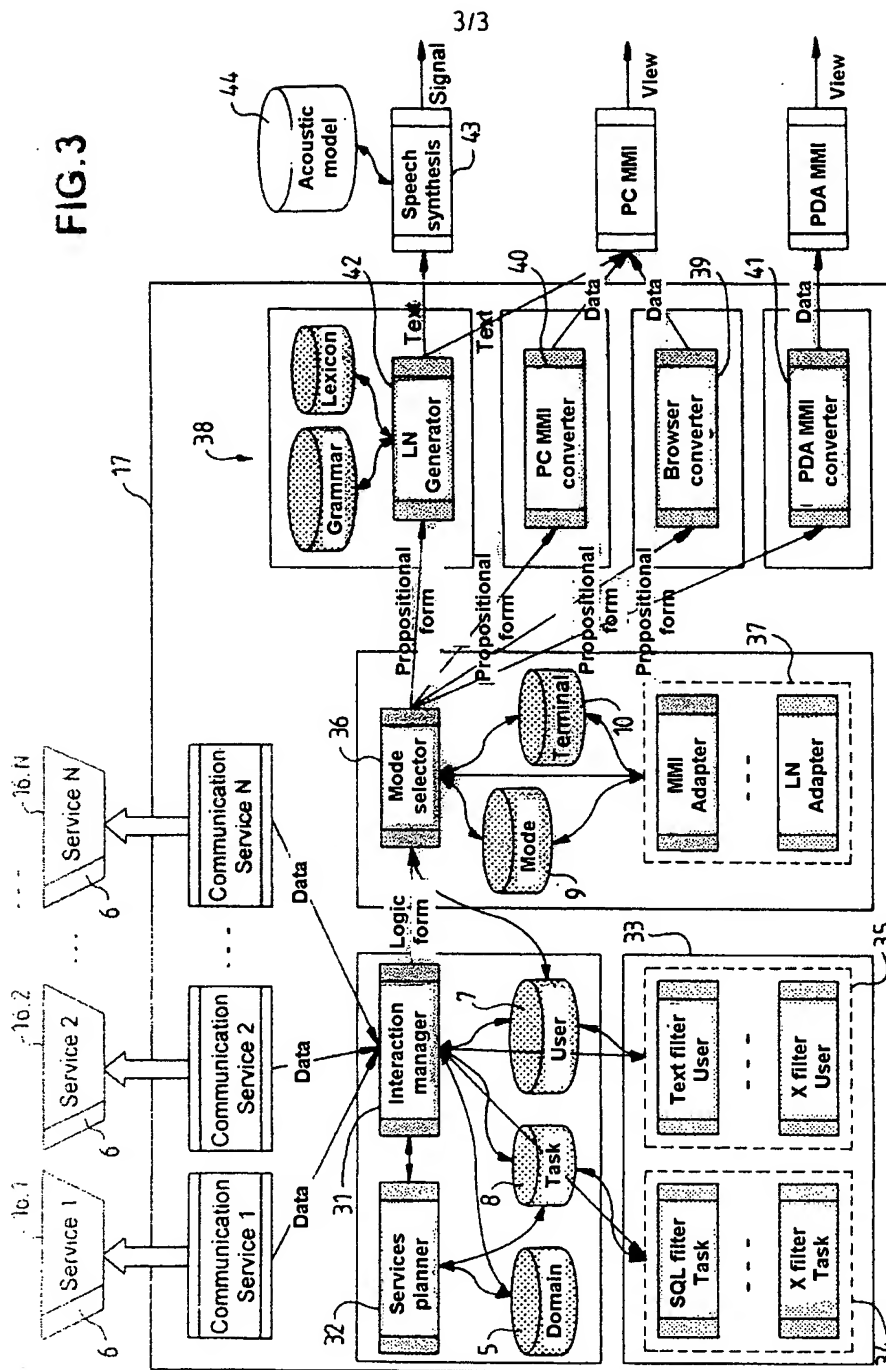 3/3
FIG.3
16.1
16.2
16.N
Service 1
Service 2
Service N
6
6
6
17
Communication
Service 1
Communication
Service 2
Communication
Service N
Data
Data
Data
32
31
Services
planner
Interaction
manager
Logic
form
5
Domain
8
Task
7
User
33
34
35
SQL filter
Task
X filter
Task
Text filter
User
X filter
User
36
Mode
selector
Mode
9
Terminal
10
37
MMI
Adapter
LN
Adapter
Propositional
form
Propositional
form
Propositional
form
Propositional
form
38
Grammar
Lexicon
LN
Generator
42
Text
Text
PC MMI
converter
40
Data
Browser
converter
39
Data
PDA MMI
converter
41
Data
Acoustic
model
44
Speech
synthesis
43
Signal
PC MMI
View
PDA MMI
View